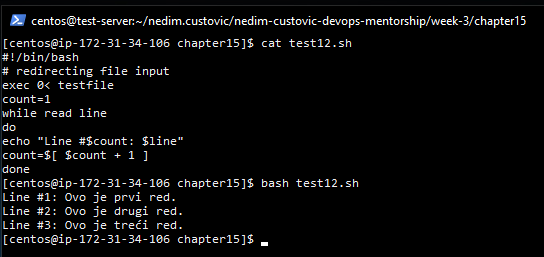 centos@test-server:~/nedim.custovic/nedim-custovic-devops-mentorship/week-3/chapter15
[centos@ip-172-31-34-106 chapter15]$ cat test12.sh
#!/bin/bash
# redirecting file input
exec 0< testfile
count=1
while read line
do
echo "Line #$count: $line"
count=$[ $count + 1 ]
done
[centos@ip-172-31-34-106 chapter15]$ bash test12.sh
Line #1: Ovo je prvi red.
Line #2: Ovo je drugi red.
Line #3: Ovo je treći red.
[centos@ip-172-31-34-106 chapter15]$